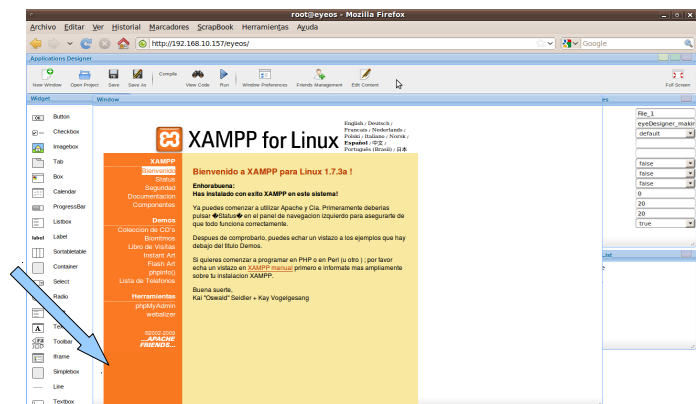 root@eyeos - Mozilla Firefox
Archivo Editar Ver Historial Marcadores ScrapBook Herramientas Ayuda
http://192.168.10.157/eyeos/
Google
Applications Designer
New Window Open Project Save Save As Compile View Code Run Window Preferences Friends Management Edit Content Full Screen
Widget
Window
es
Button
Checkbox
Imagebox
Tab
Box
Calendar
ProgressBar
Listbox
label Label
Sortabletable
Container
Select
Radio
Toolbar
Iframe
Simplebox
Line
Textbox
XAMPP for Linux
English / Deutsch /
Francais / Nederlands /
Polski / Italiano / Norsk /
Español / 中文 /
Português (Brasil) / 日本
XAMPP
Bienvenido
Status
Seguridad
Documentacion
Componentes
Demos
Coleccion de CD's
Biorritmos
Libro de Visitas
Instant Art
Flash Art
phpinfo()
Lista de Telefonos
Herramientas
phpMyAdmin
webalizer
©2002-2009
...APACHE
FRIENDS...
Bienvenido a XAMPP para Linux 1.7.3a !
Enhorabuena:
Has instalado con exito XAMPP en este sistema!
Ya puedes comenzar a utilizar Apache y Cia. Primeramente deberias
pulsar �Status� en el panel de navegacion izquierdo para asegurarte de
que todo funciona correctamente.
Despues de comprobarlo, puedes echar un vistazo a los ejemplos que hay
debajo del titulo Demos.
Si quieres comenzar a programar en PHP o en Perl (u otro ) ; por favor
echa un vistazo en XAMPP manual primero e informate mas ampliamente
sobre tu instalacion XAMPP.
Buena suerte,
Kai "Oswald" Seidler + Kay Vogelgesang
File_1
eyeDesigner_makin
default
false
false
false
0
20
20
true
List